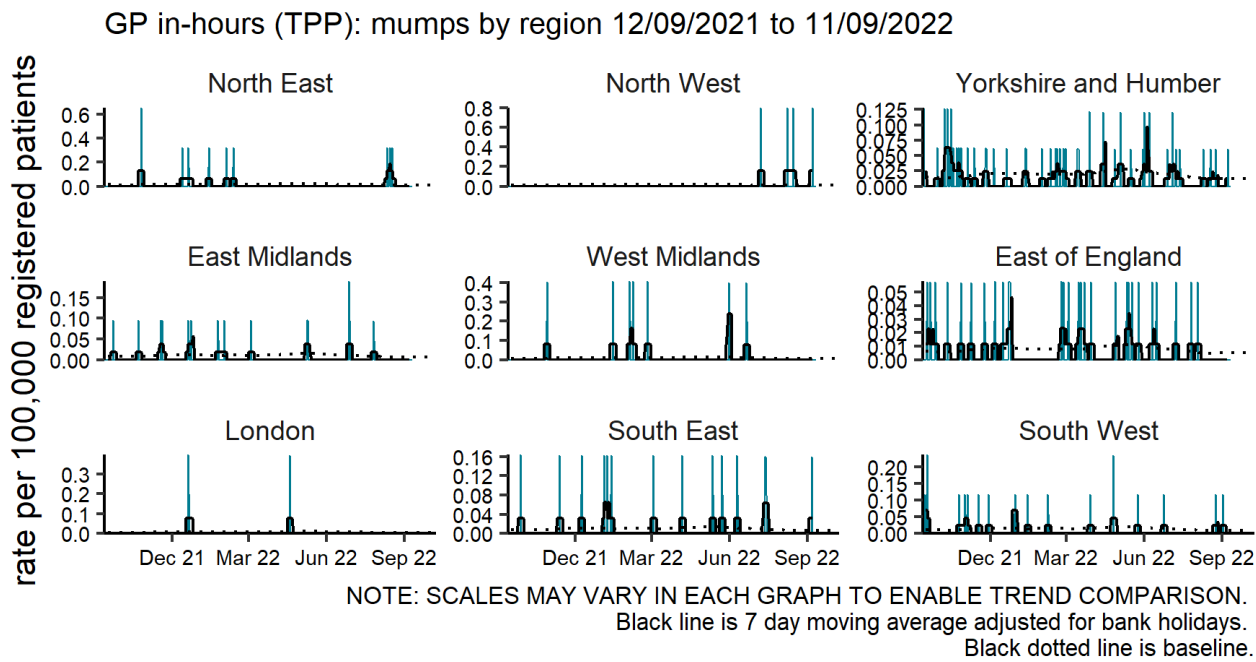 GP in-hours (TPP): mumps by region 12/09/2021 to 11/09/2022
rate per 100,000 registered patients
North East
0.6
0.4
0.2
0.0
North West
0.8
0.6
0.4
0.2
0.0
Yorkshire and Humber
0.125
0.100
0.075
0.050
0.025
0.000
East Midlands
0.15
0.10
0.05
0.00
West Midlands
0.4
0.3
0.2
0.1
0.0
East of England
0.05
0.04
0.03
0.02
0.01
0.00
London
0.3
0.2
0.1
0.0
Dec 21 Mar 22 Jun 22 Sep 22
South East
0.16
0.12
0.08
0.04
0.00
Dec 21 Mar 22 Jun 22 Sep 22
South West
0.20
0.15
0.10
0.05
0.00
Dec 21 Mar 22 Jun 22 Sep 22
NOTE: SCALES MAY VARY IN EACH GRAPH TO ENABLE TREND COMPARISON.
Black line is 7 day moving average adjusted for bank holidays.
Black dotted line is baseline.